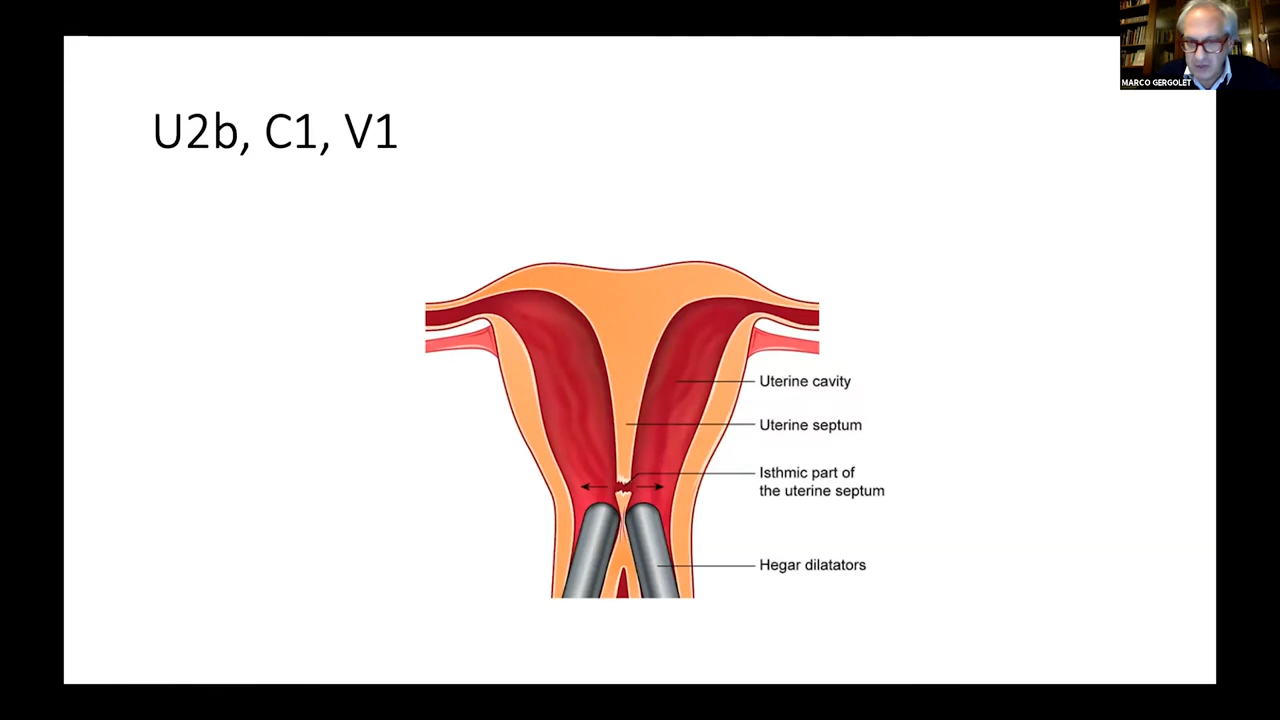 MARCO GERGOLET
U2b, C1, V1
Uterine cavity
Uterine septum
Isthmic part of
the uterine septum
Hegar dilatators